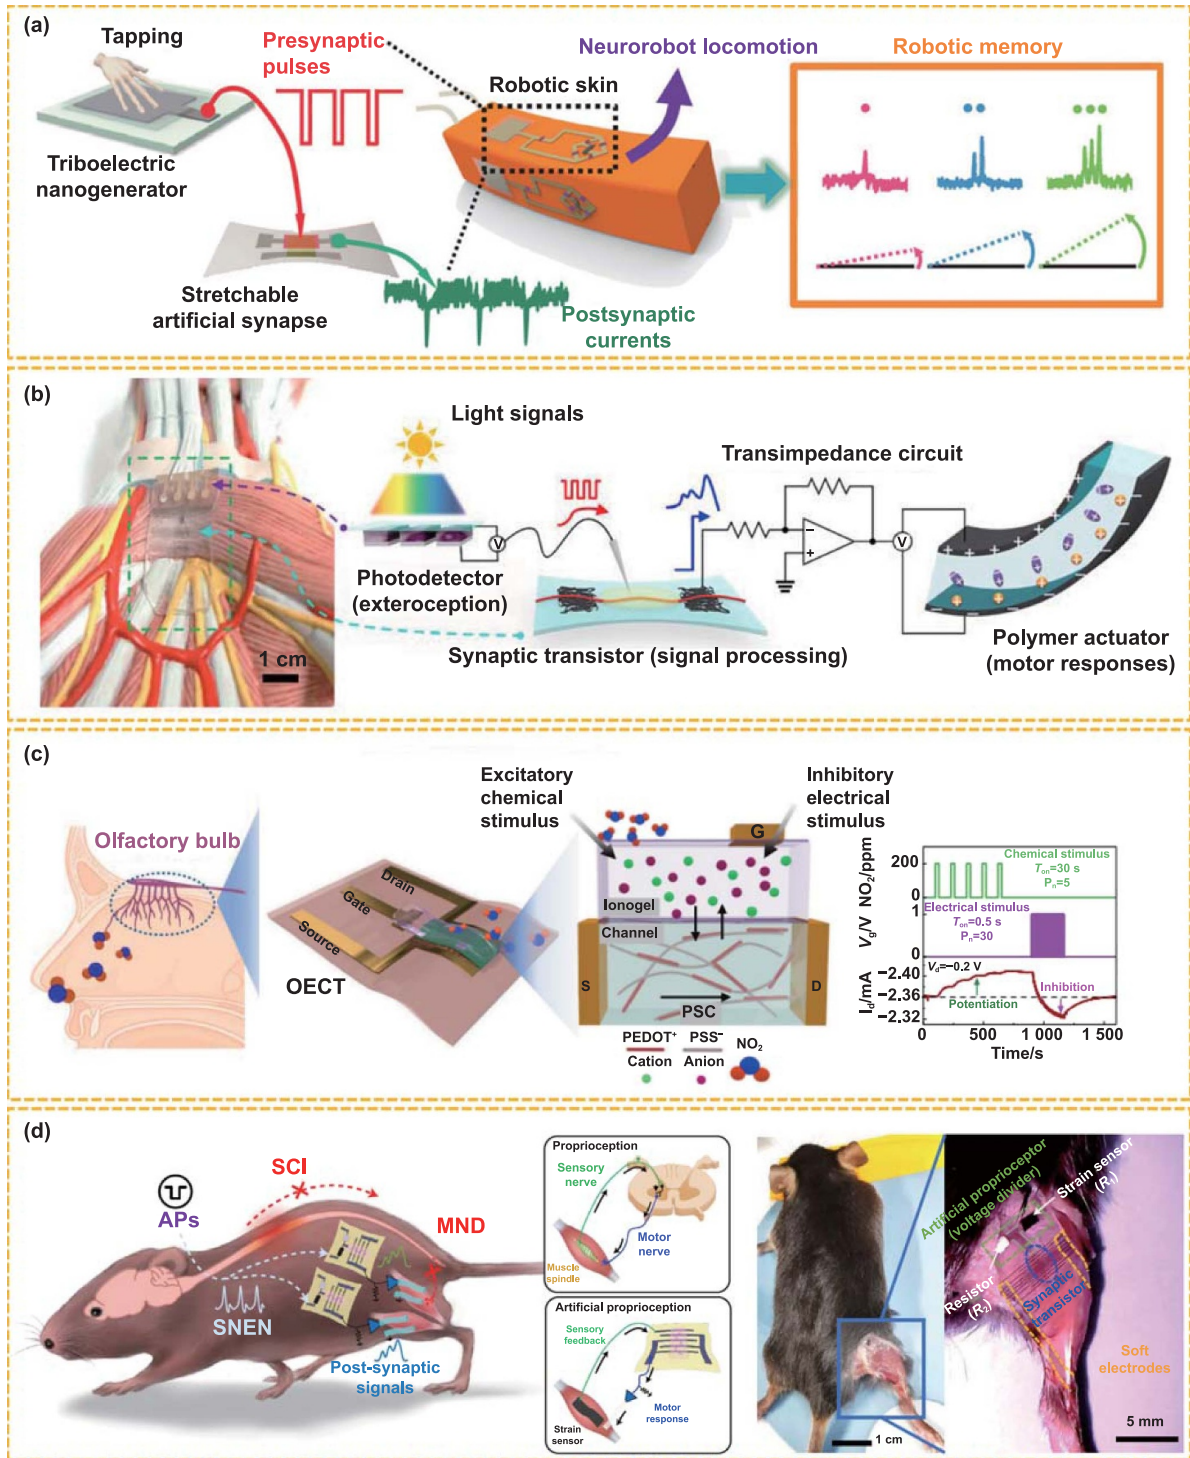 (a)
Tapping
Presynaptic
pulses
Neurorobot locomotion
Robotic memory
Robotic skin
Triboelectric
nanogenerator
Stretchable
artificial synapse
Postsynaptic
currents
(b)
Light signals
Transimpedance circuit
V
Photodetector
(exteroception)
−
+
V
1 cm
Synaptic transistor (signal processing)
Polymer actuator
(motor responses)
(c)
Olfactory bulb
Excitatory
chemical
stimulus
Inhibitory
electrical
stimulus
G
Drain
Gate
Source
OECT
Ionogel
Channel
S
D
PSC
PEDOT⁺
PSS⁻
NO₂
Cation
Anion
NO₂/ppm
200
0
Chemical stimulus
Tₒₙ=30 s
Pₙ=5
V_g/V
1
0
Electrical stimulus
Tₒₙ=0.5 s
Pₙ=30
I_d/mA
−2.40
−2.36
−2.32
V_d=−0.2 V
Inhibition
Potentiation
0
500
1 000
1 500
Time/s
(d)
SCI
APs
MND
SNEN
Post-synaptic
signals
Proprioception
Sensory
nerve
Motor
nerve
Muscle
spindle
Artificial proprioception
Sensory
feedback
Motor
response
Strain
sensor
1 cm
Artificial proprioceptor
(voltage divider)
Strain sensor
(R₁)
Resistor
(R₂)
Synaptic
transistor
Soft
electrodes
5 mm